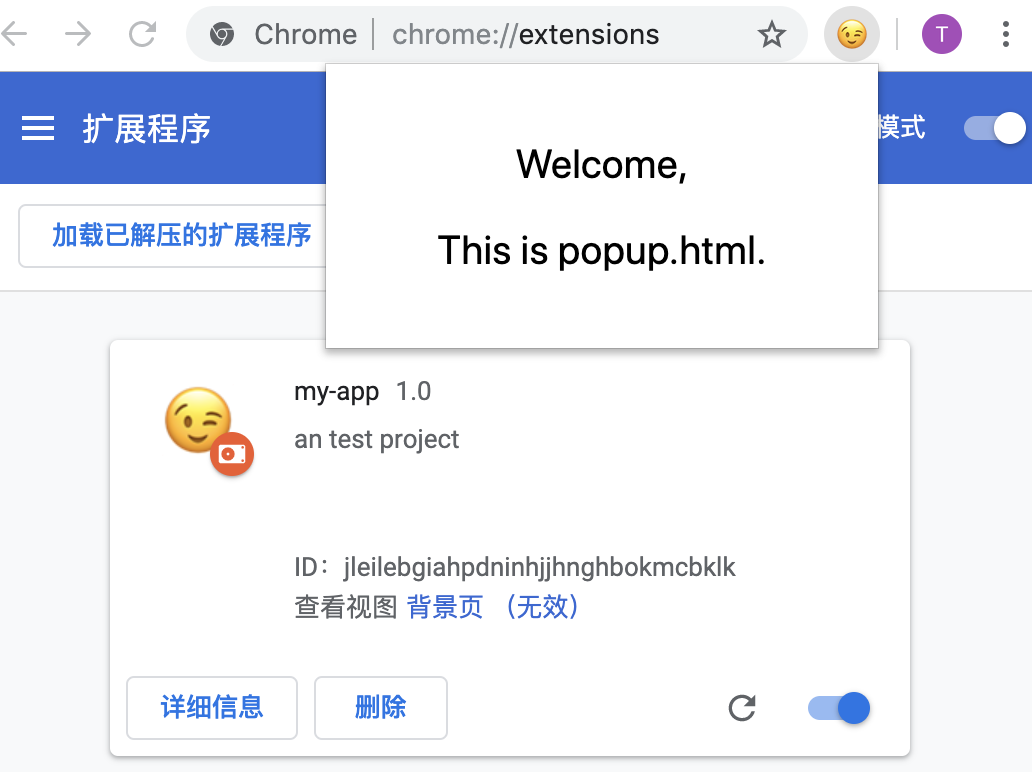 Chrome | chrome://extensions
T
扩展程序
模式
Welcome,
This is popup.html.
加载已解压的扩展程序
my-app 1.0
an test project
ID：jleilebgiahpdninhjjhnghbokmcbklk
查看视图 背景页 （无效）
详细信息 删除